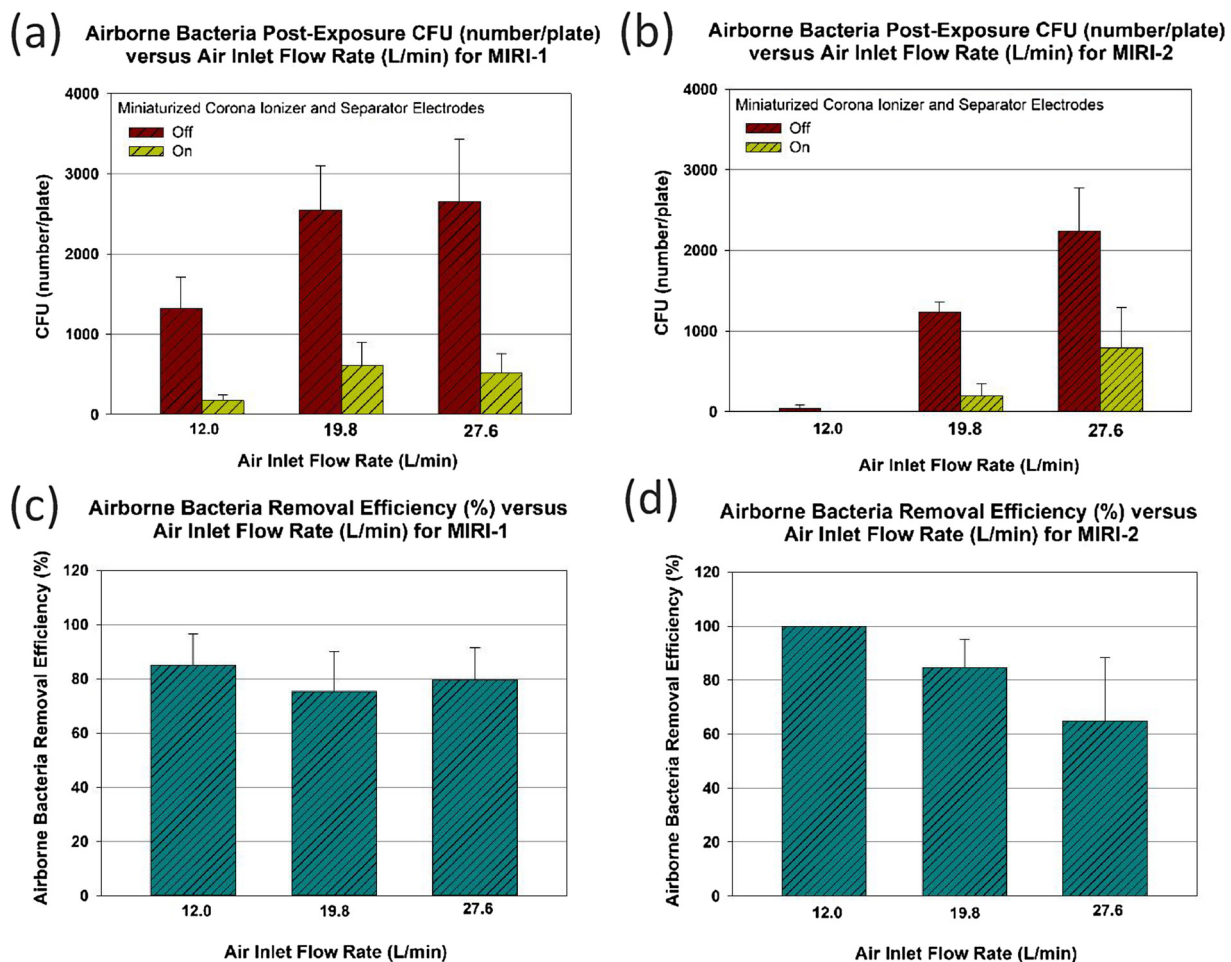 (a)
Airborne Bacteria Post-Exposure CFU (number/plate)
versus Air Inlet Flow Rate (L/min) for MIRI-1
4000
3000
2000
1000
0
CFU (number/plate)
Miniaturized Corona Ionizer and Separator Electrodes
Off
On
12.0
19.8
27.6
Air Inlet Flow Rate (L/min)
(b)
Airborne Bacteria Post-Exposure CFU (number/plate)
versus Air Inlet Flow Rate (L/min) for MIRI-2
4000
3000
2000
1000
0
CFU (number/plate)
Miniaturized Corona Ionizer and Separator Electrodes
Off
On
12.0
19.8
27.6
Air Inlet Flow Rate (L/min)
(c)
Airborne Bacteria Removal Efficiency (%) versus
Air Inlet Flow Rate (L/min) for MIRI-1
120
100
80
60
40
20
0
Airborne Bacteria Removal Efficiency (%)
12.0
19.8
27.6
Air Inlet Flow Rate (L/min)
(d)
Airborne Bacteria Removal Efficiency (%) versus
Air Inlet Flow Rate (L/min) for MIRI-2
120
100
80
60
40
20
0
Airborne Bacteria Removal Efficiency (%)
12.0
19.8
27.6
Air Inlet Flow Rate (L/min)